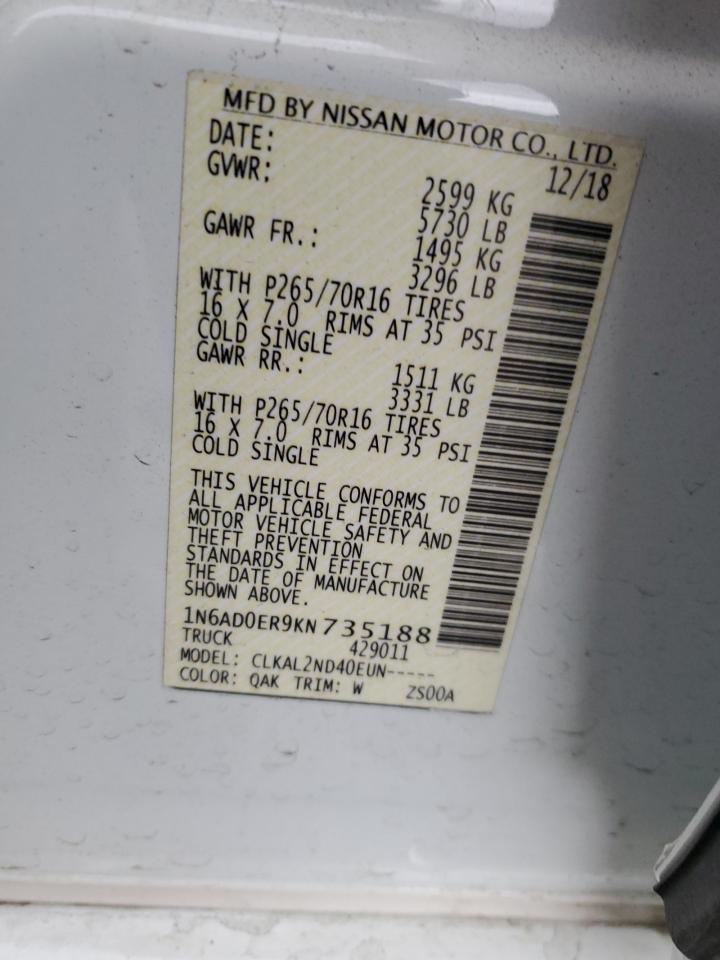 MFD BY NISSAN MOTOR CO., LTD.
DATE: 12/18
GVWR: 2599 KG
5730 LB
GAWR FR.: 1495 KG
3296 LB
WITH P265/70R16 TIRES
16 X 7.0 RIMS AT 35 PSI
COLD SINGLE
GAWR RR.: 1511 KG
3331 LB
WITH P265/70R16 TIRES
16 X 7.0 RIMS AT 35 PSI
COLD SINGLE
THIS VEHICLE CONFORMS TO
ALL APPLICABLE FEDERAL
MOTOR VEHICLE SAFETY AND
THEFT PREVENTION
STANDARDS IN EFFECT ON
THE DATE OF MANUFACTURE
SHOWN ABOVE.
1N6AD0ER9KN 735188
TRUCK 429011
MODEL: CLKAL2ND40EUN-----
COLOR: QAK TRIM: W ZS00A